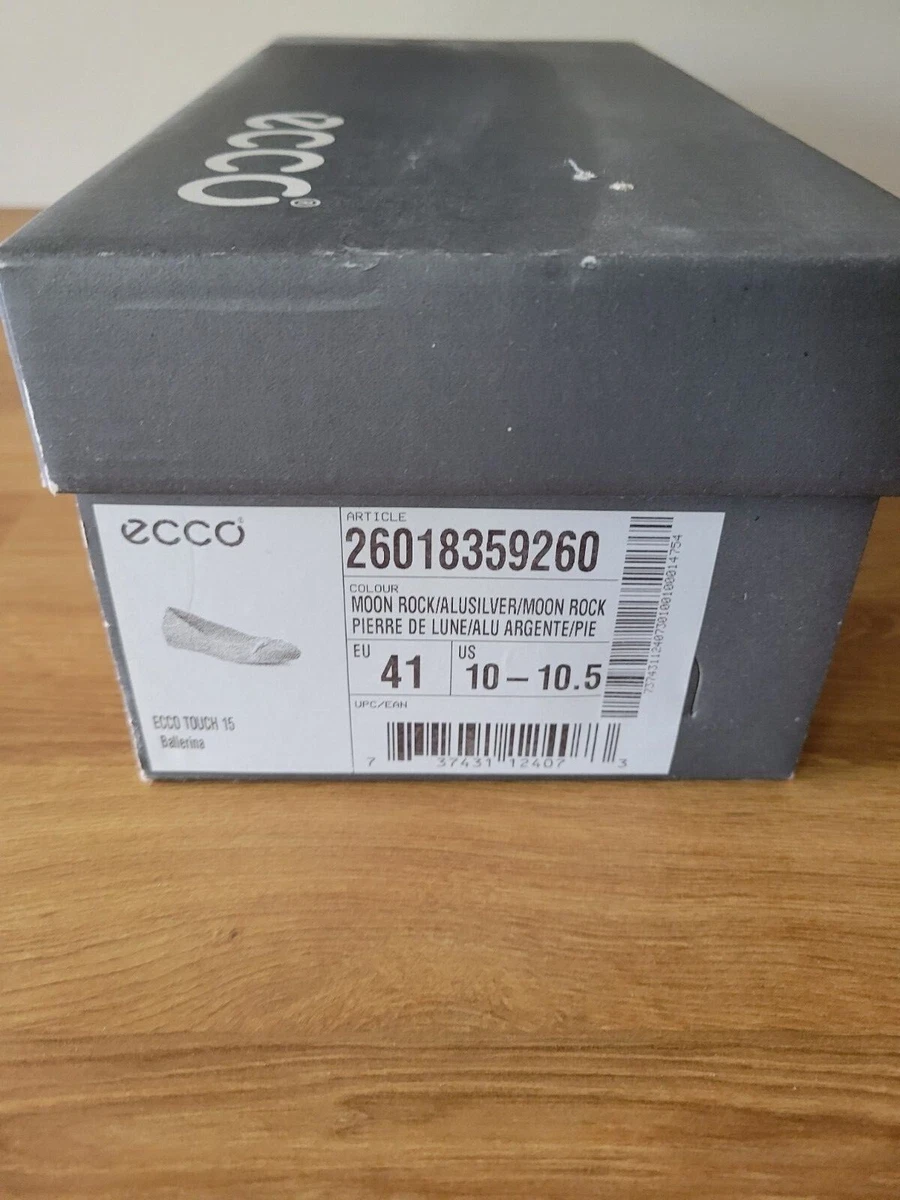 ecco®
ecco®
ECCO TOUCH 15
Ballerina
ARTICLE
26018359260
COLOUR
MOON ROCK/ALUSILVER/MOON ROCK
PIERRE DE LUNE/ALU ARGENTE/PIE
EU
41
US
10 – 10.5
UPC/EAN
7 37431 12407 3